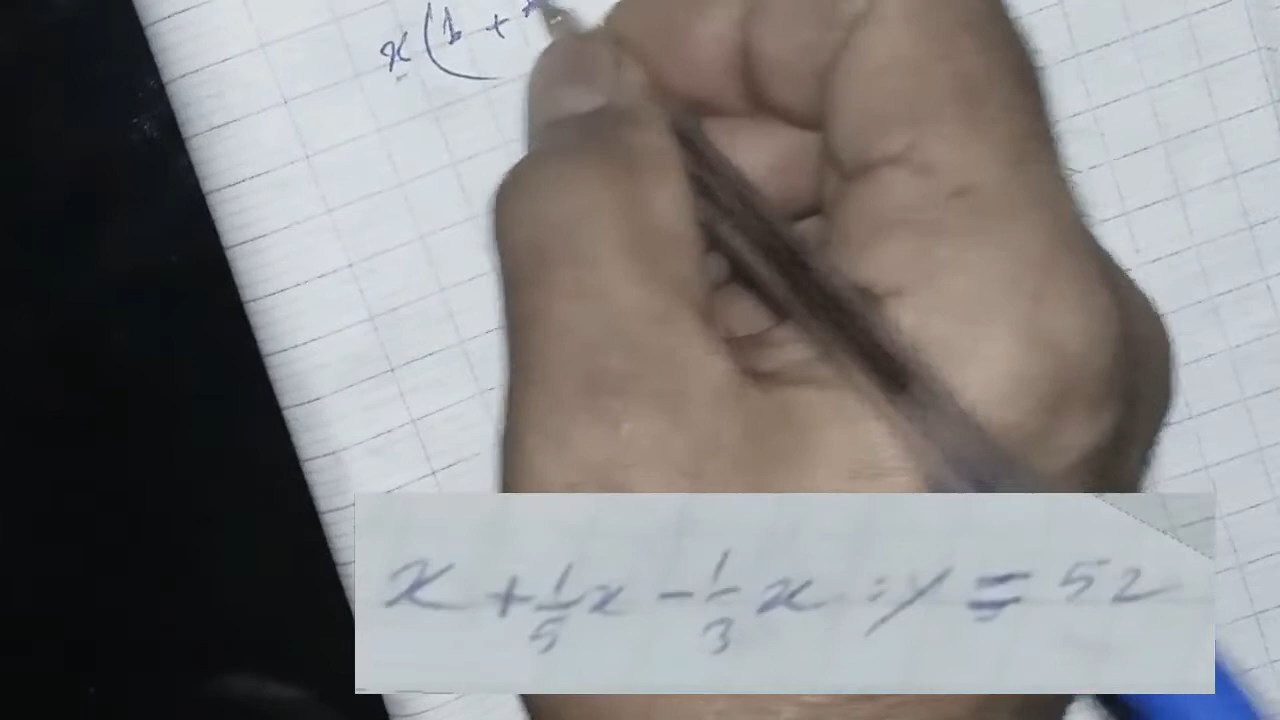 x(1 +
x + 1/5 x - 1/3 x : y = 52